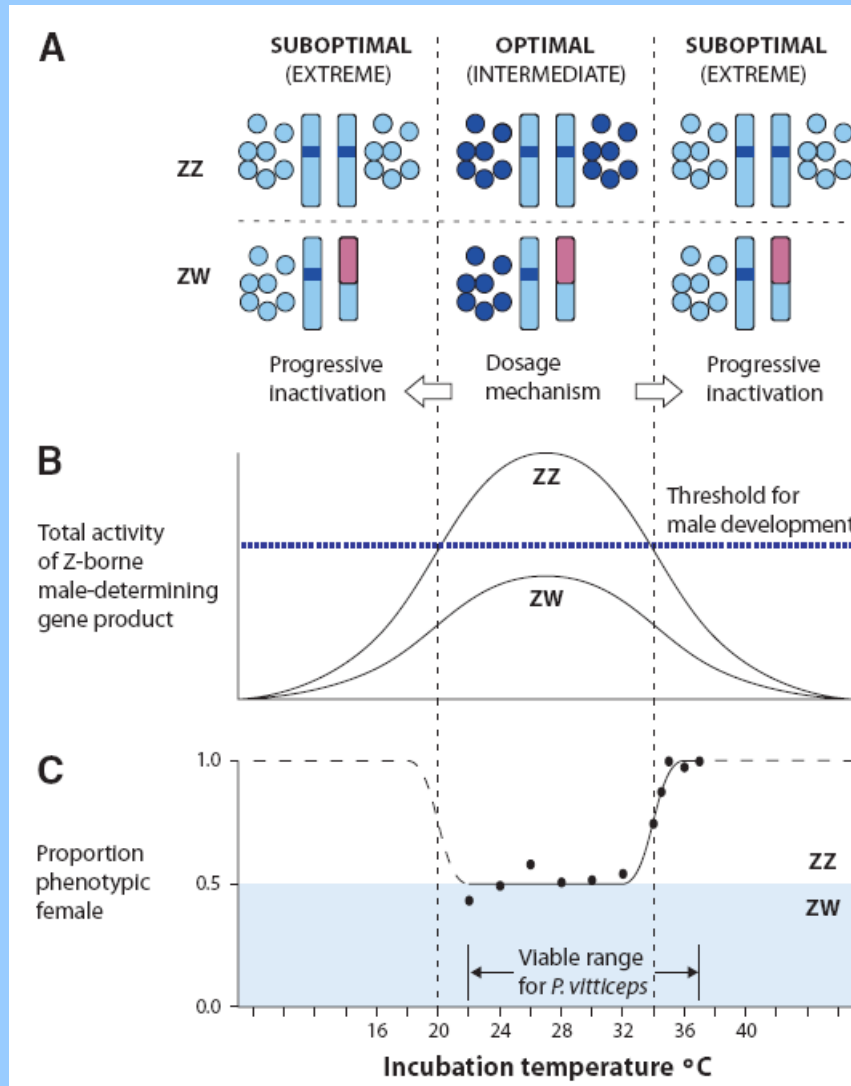 A
SUBOPTIMAL
(EXTREME)
OPTIMAL
(INTERMEDIATE)
SUBOPTIMAL
(EXTREME)
ZZ
ZW
Progressive
inactivation
Dosage
mechanism
Progressive
inactivation
B
Total activity
of Z-borne
male-determining
gene product
ZZ
ZW
Threshold for
male development
C
Proportion
phenotypic
female
1.0
0.5
0.0
ZZ
ZW
Viable range
for P. vitticeps
16 20 24 28 32 36 40
Incubation temperature ºC